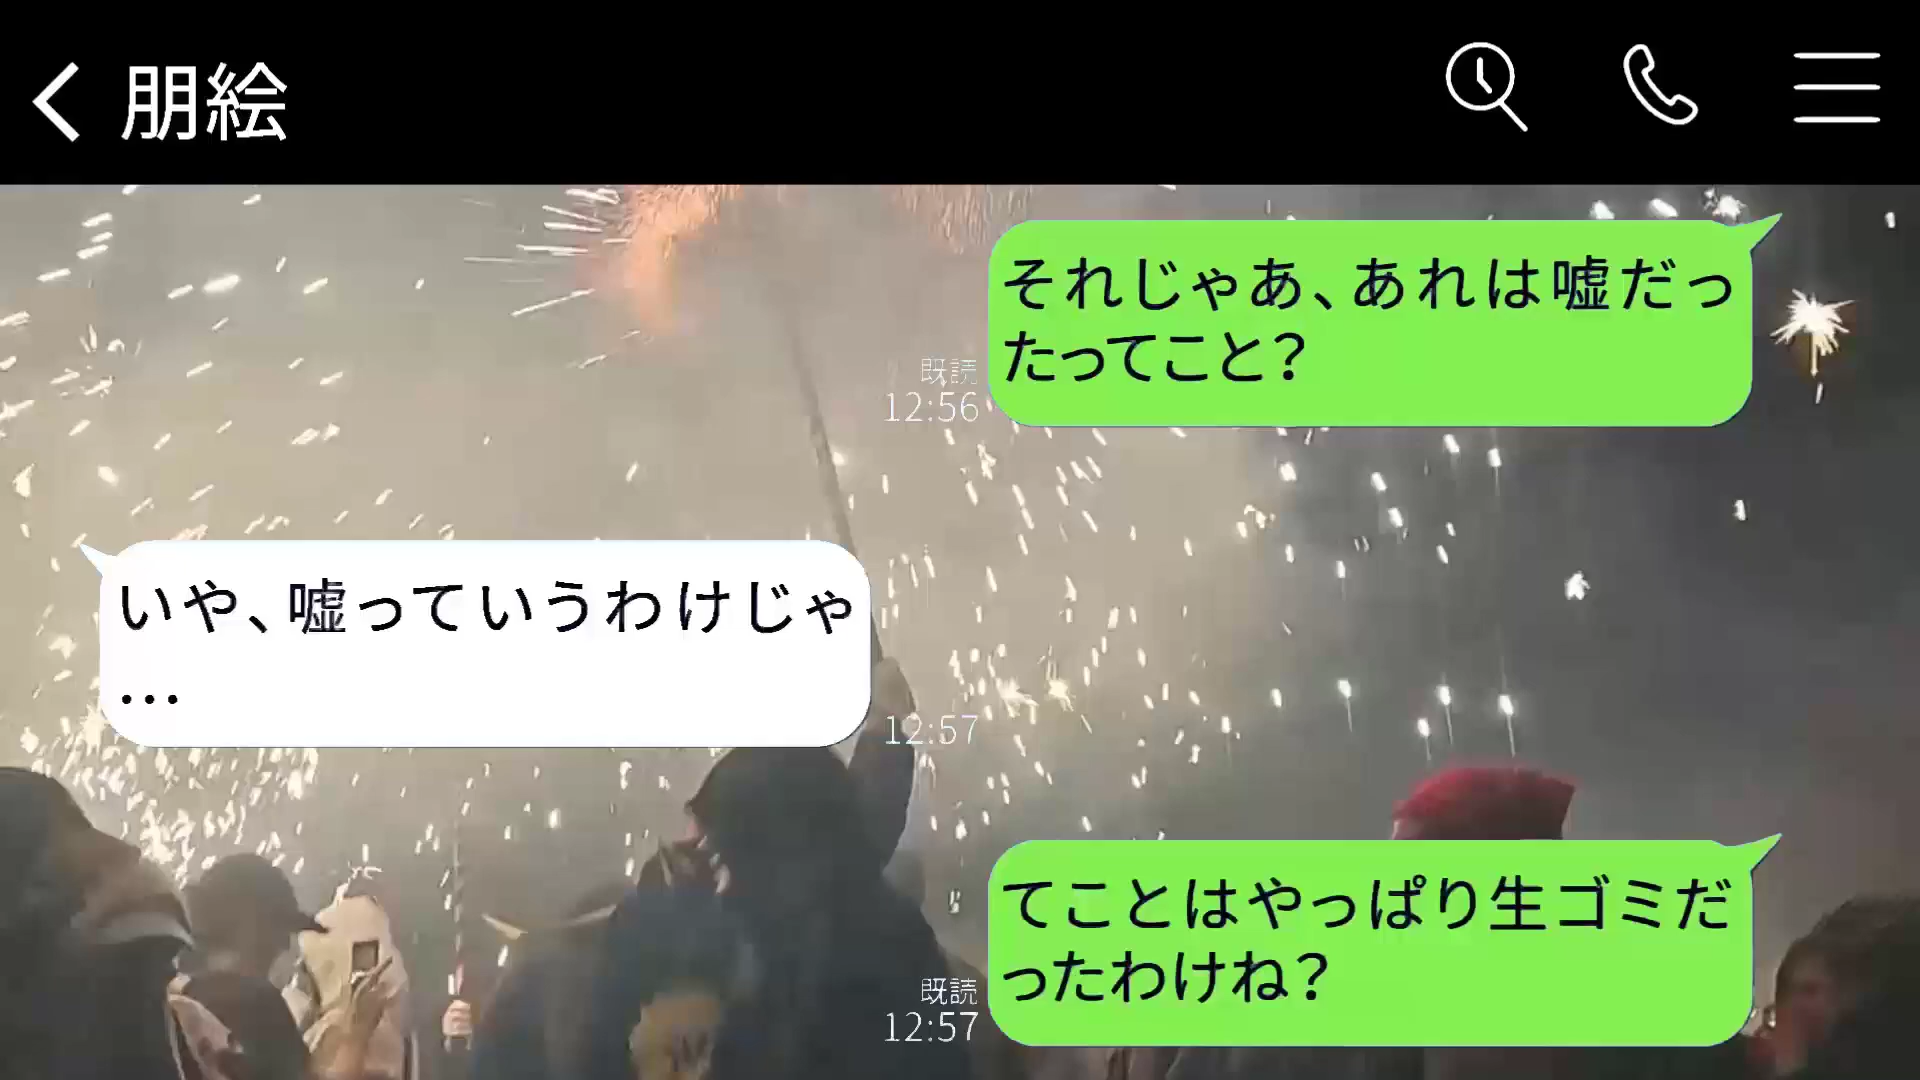 朋絵
それじゃあ、あれは嘘だっ
たってこと?
既読
12:56
いや、嘘っていうわけじゃ
...
12:57
てことはやっぱり生ゴミだ
ったわけね?
既読
12:57